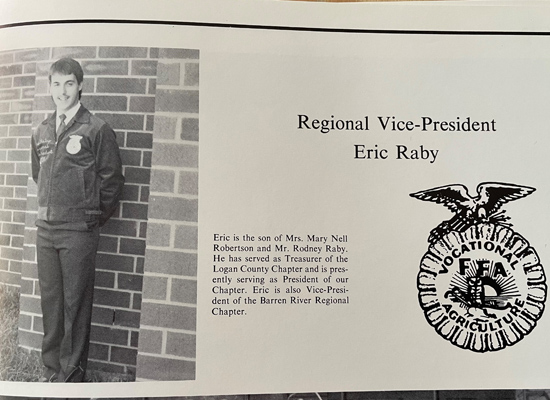 Regional Vice-President
Eric Raby
Eric is the son of Mrs. Mary Nell
Robertson and Mr. Rodney Raby.
He has served as Treasurer of the
Logan County Chapter and is pres-
ently serving as President of our
Chapter. Eric is also Vice-Presi-
dent of the Barren River Regional
Chapter.
VOCATIONAL
FFA
AGRICULTURE